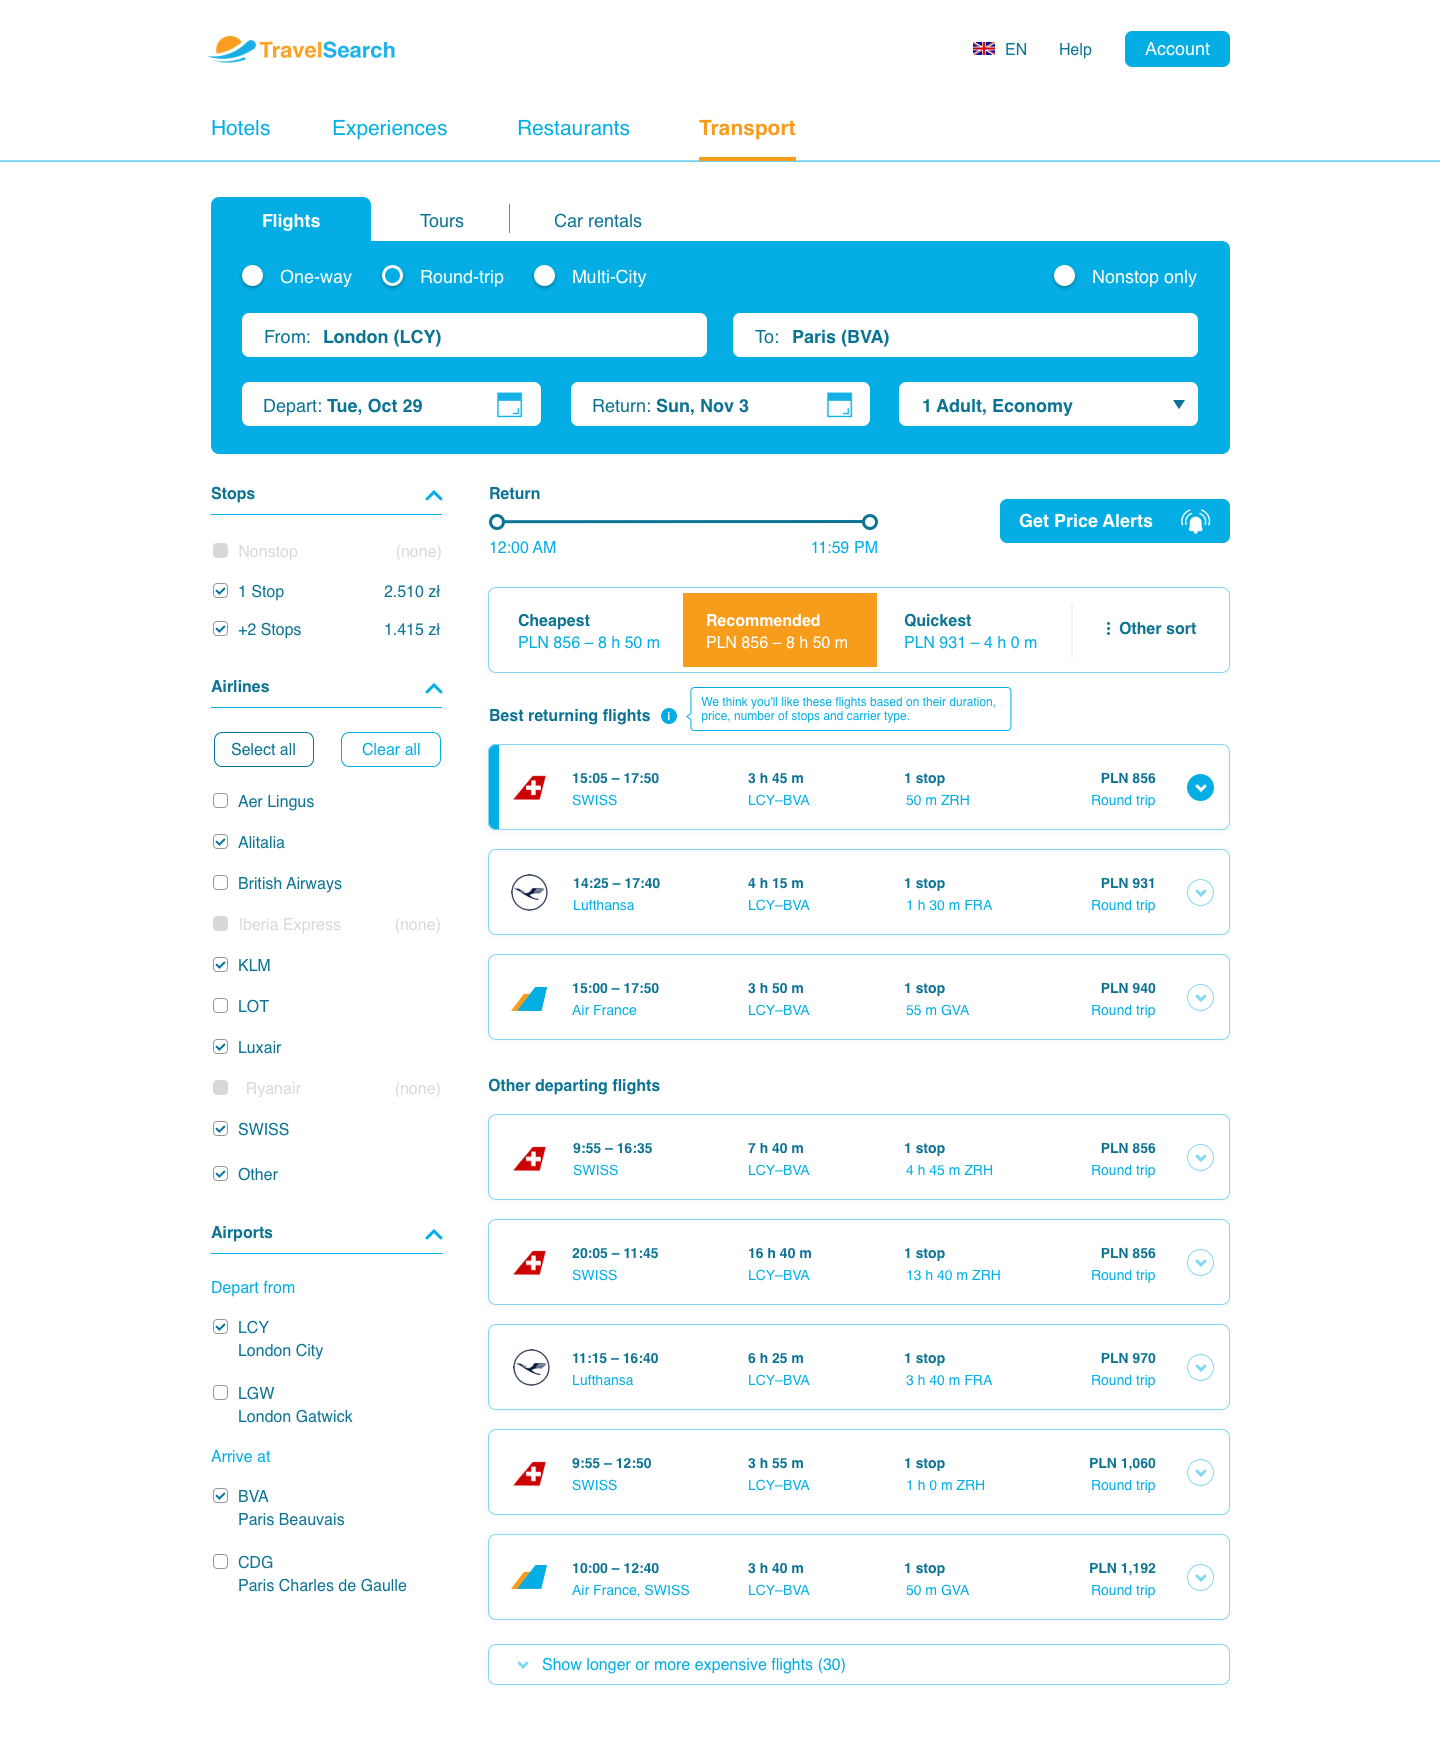 TravelSearch
EN Help Account
Hotels Experiences Restaurants Transport
Flights Tours Car rentals
One-way Round-trip Multi-City Nonstop only
From: London (LCY) To: Paris (BVA)
Depart: Tue, Oct 29 Return: Sun, Nov 3 1 Adult, Economy
Stops
Nonstop (none)
1 Stop 2.510 zł
+2 Stops 1.415 zł
Airlines
Select all Clear all
Aer Lingus
Alitalia
British Airways
Iberia Express (none)
KLM
LOT
Luxair
Ryanair (none)
SWISS
Other
Airports
Depart from
LCY
London City
LGW
London Gatwick
Arrive at
BVA
Paris Beauvais
CDG
Paris Charles de Gaulle
Return
12:00 AM 11:59 PM
Get Price Alerts
Cheapest Recommended Quickest
PLN 856 – 8 h 50 m PLN 856 – 8 h 50 m PLN 931 – 4 h 0 m
Other sort
Best returning flights i
We think you'll like these flights based on their duration,
price, number of stops and carrier type.
15:05 – 17:50 3 h 45 m 1 stop PLN 856
SWISS LCY–BVA 50 m ZRH Round trip
14:25 – 17:40 4 h 15 m 1 stop PLN 931
Lufthansa LCY–BVA 1 h 30 m FRA Round trip
15:00 – 17:50 3 h 50 m 1 stop PLN 940
Air France LCY–BVA 55 m GVA Round trip
Other departing flights
9:55 – 16:35 7 h 40 m 1 stop PLN 856
SWISS LCY–BVA 4 h 45 m ZRH Round trip
20:05 – 11:45 16 h 40 m 1 stop PLN 856
SWISS LCY–BVA 13 h 40 m ZRH Round trip
11:15 – 16:40 6 h 25 m 1 stop PLN 970
Lufthansa LCY–BVA 3 h 40 m FRA Round trip
9:55 – 12:50 3 h 55 m 1 stop PLN 1,060
SWISS LCY–BVA 1 h 0 m ZRH Round trip
10:00 – 12:40 3 h 40 m 1 stop PLN 1,192
Air France, SWISS LCY–BVA 50 m GVA Round trip
Show longer or more expensive flights (30)